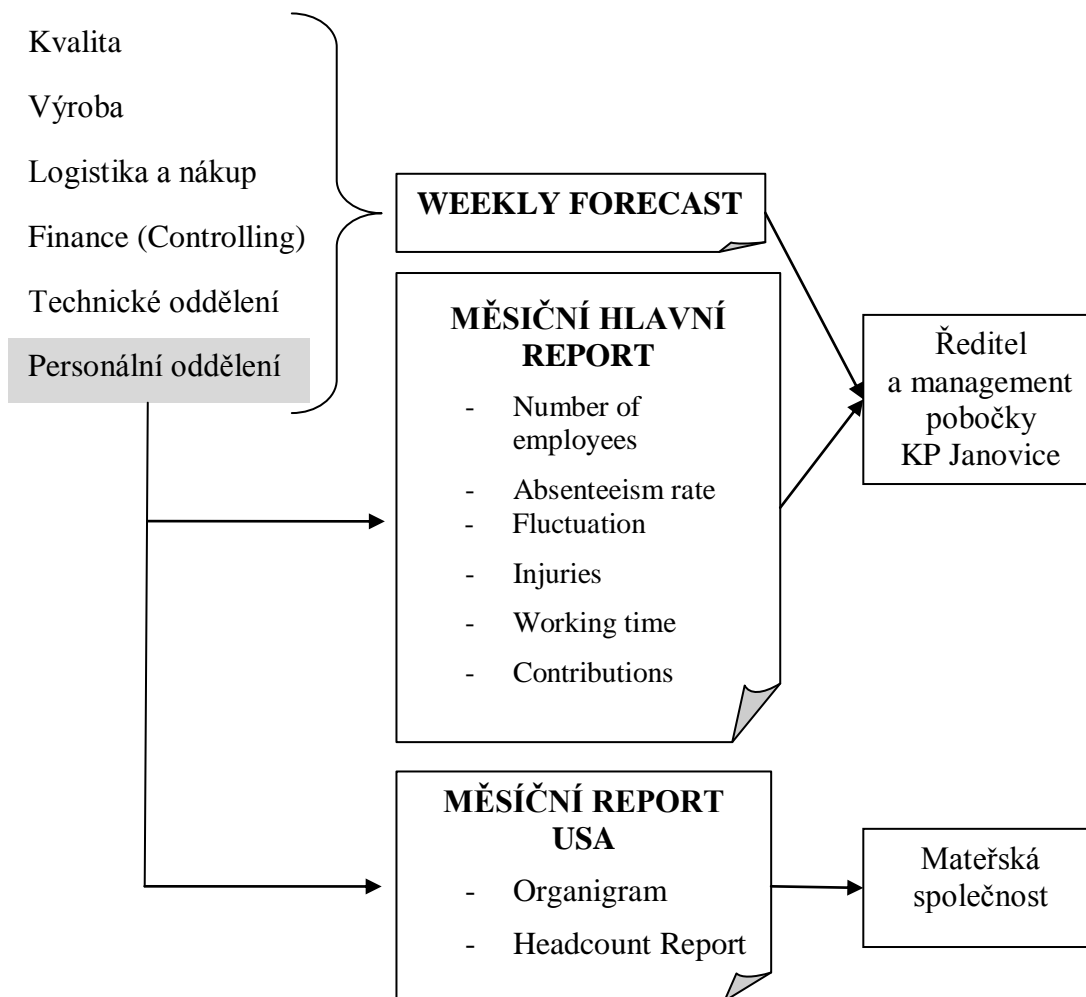 Kvalita
Výroba
Logistika a nákup
Finance (Controlling)
Technické oddělení
Personální oddělení
WEEKLY FORECAST
MĚSIČNÍ HLAVNÍ
REPORT
- Number of
employees
- Absenteeism rate
- Fluctuation
- Injuries
- Working time
- Contributions
MĚSÍČNÍ REPORT
USA
- Organigram
- Headcount Report
Ředitel
a management
pobočky
KP Janovice
Mateřská
společnost